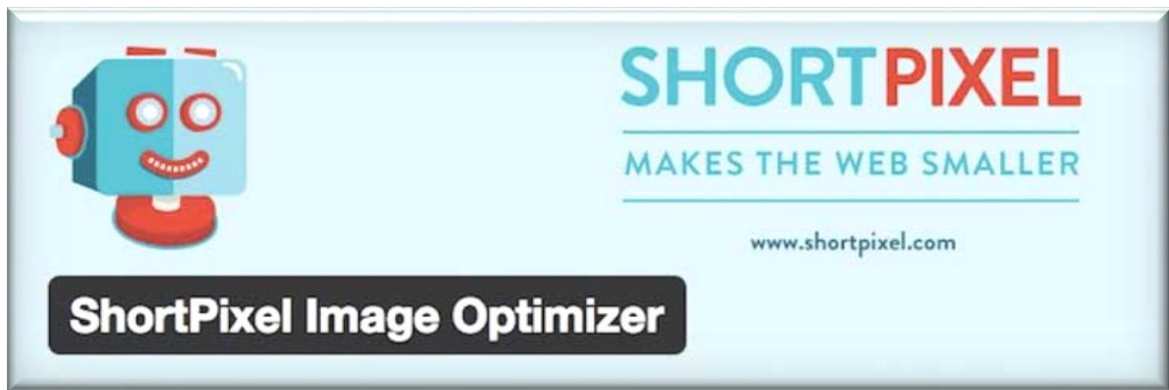 SHORTPIXEL
MAKES THE WEB SMALLER
www.shortpixel.com
ShortPixel Image Optimizer